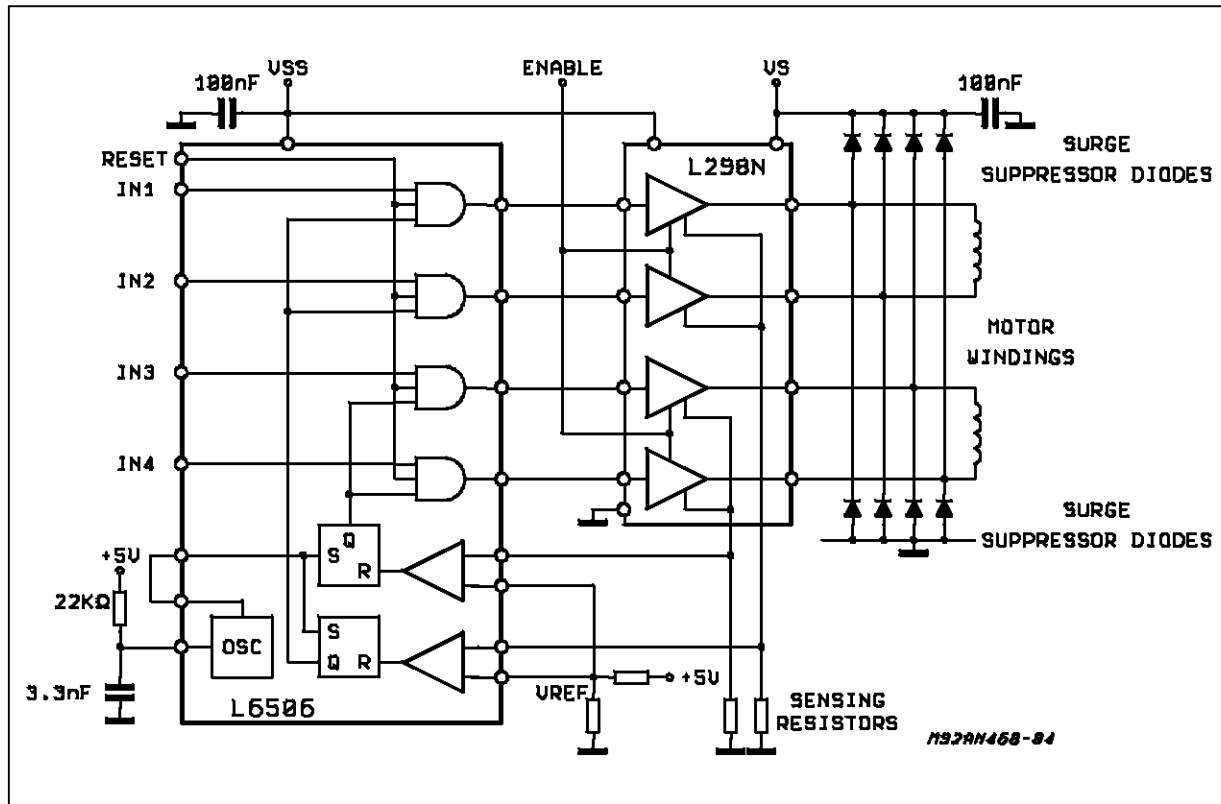 VSS
ENABLE
VS
100nF
100nF
RESET
L298N
SURGE
SUPPRESSOR DIODES
IN1
IN2
MOTOR
WINDINGS
IN3
IN4
SURGE
SUPPRESSOR DIODES
+5V
S
Q
R
22KΩ
OSC
S
Q
R
3.3nF
L6506
VREF
+5V
SENSING
RESISTORS
M92AN468-04